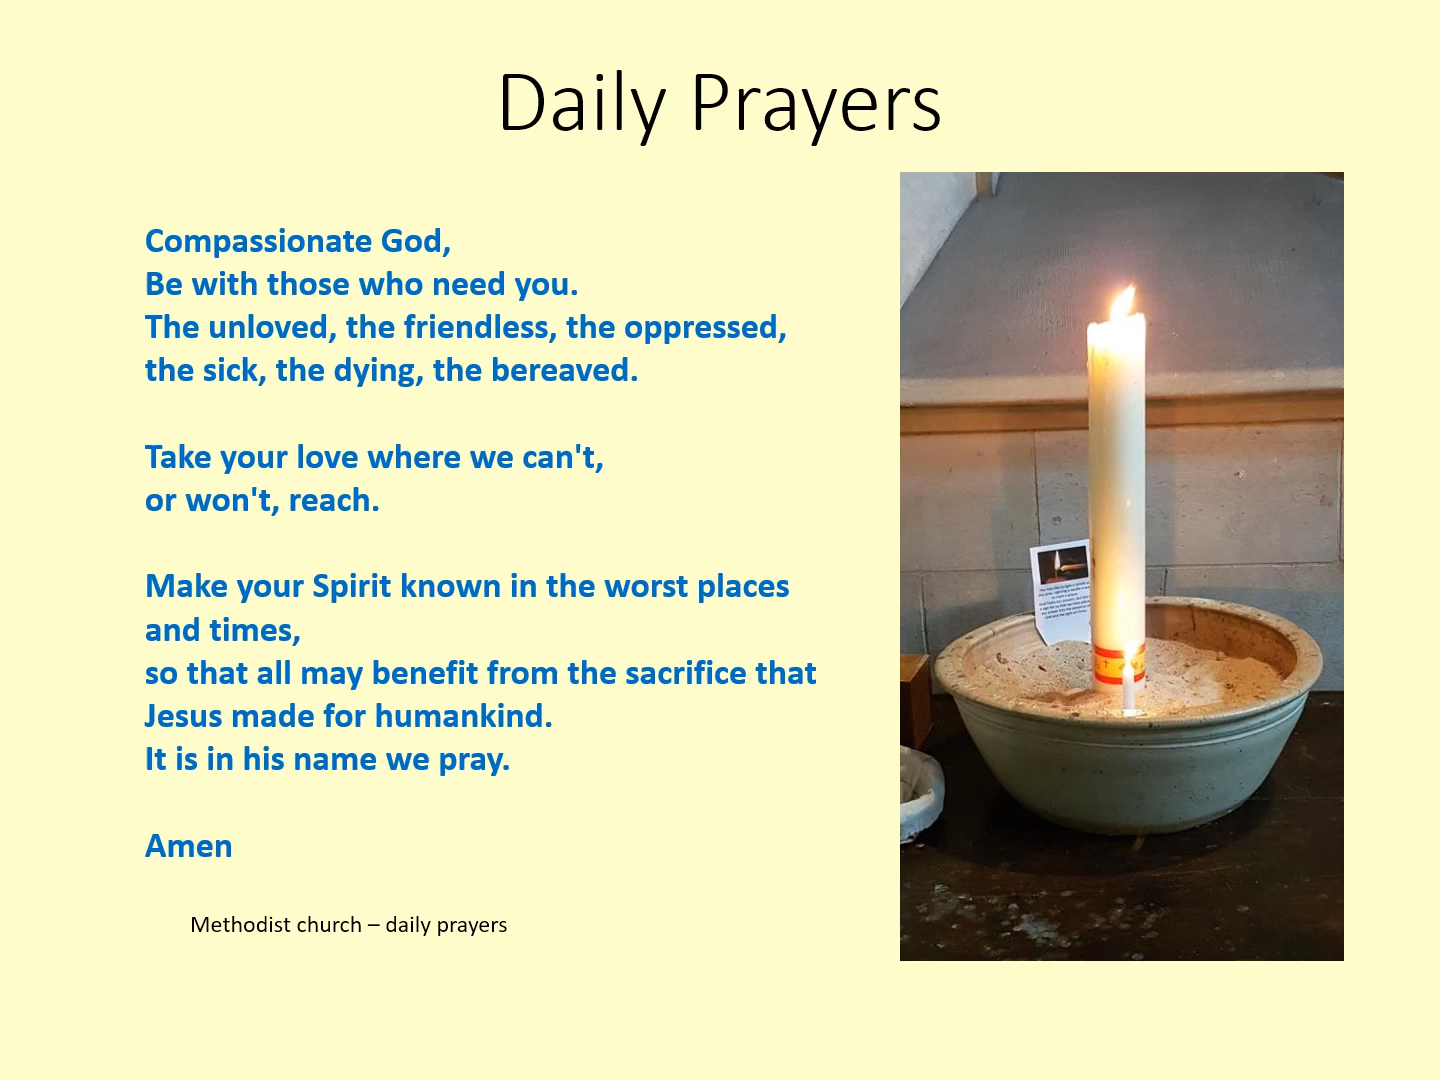 Daily Prayers
Compassionate God,
Be with those who need you.
The unloved, the friendless, the oppressed,
the sick, the dying, the bereaved.
Take your love where we can't,
or won't, reach.
Make your Spirit known in the worst places
and times,
so that all may benefit from the sacrifice that
Jesus made for humankind.
It is in his name we pray.
Amen
Methodist church – daily prayers